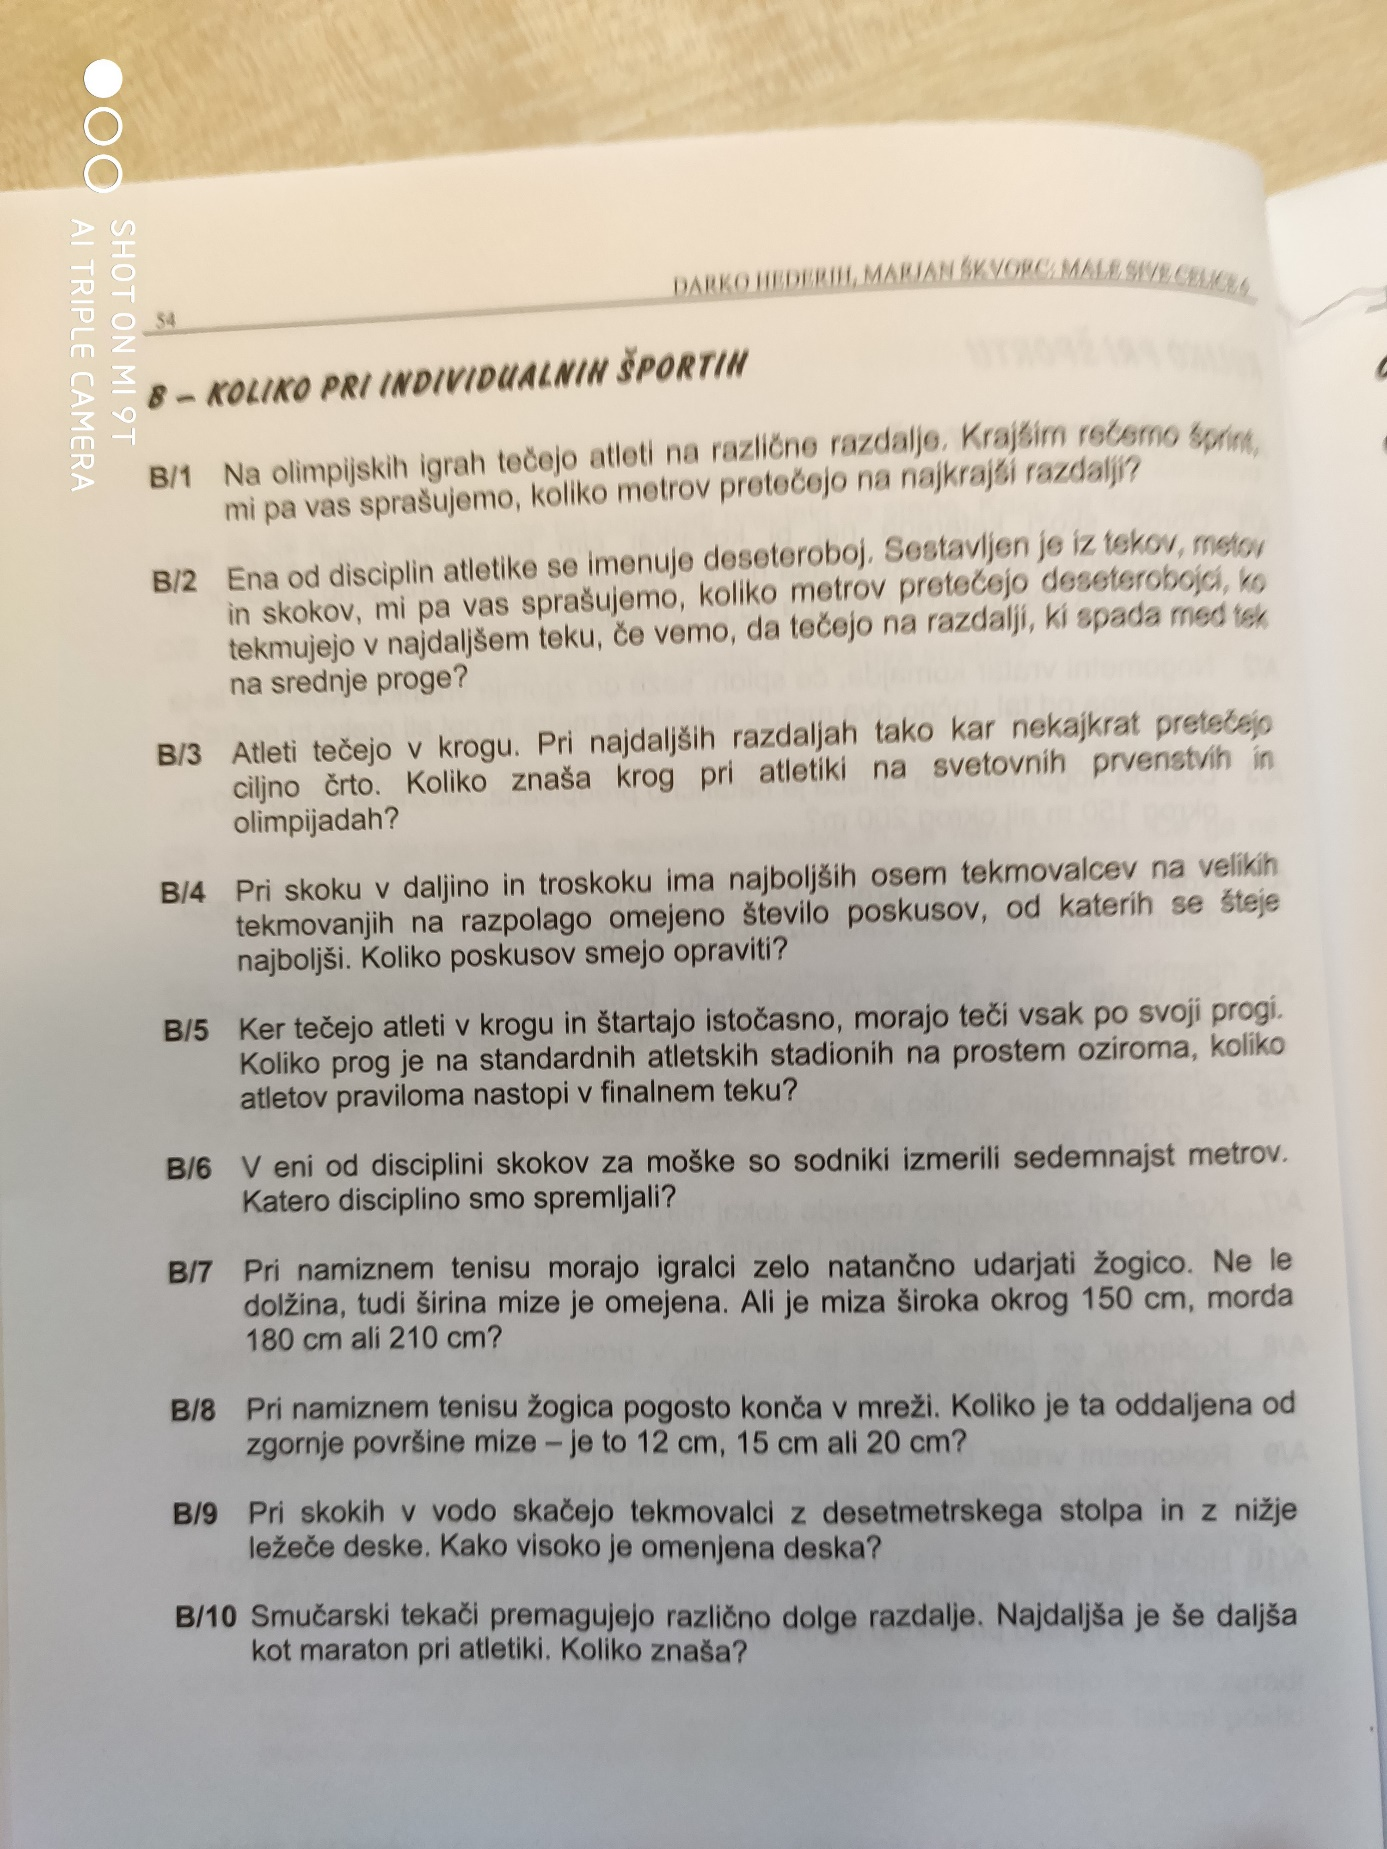 SHOT ON MI 9T
AI TRIPLE CAMERA
54
DARKO HEDERIH, MARJAN ŠKVORC: MALE SIVE CELICE 6
B – KOLIKO PRI INDIVIDUALNIH ŠPORTIH
B/1 Na olimpijskih igrah tečejo atleti na različne razdalje. Krajšim rečemo šprint,
mi pa vas sprašujemo, koliko metrov pretečejo na najkrajši razdalji?
B/2 Ena od disciplin atletike se imenuje deseteroboj. Sestavljen je iz tekov, metov
in skokov, mi pa vas sprašujemo, koliko metrov pretečejo deseterobojci, ko
tekmujejo v najdaljšem teku, če vemo, da tečejo na razdalji, ki spada med tek
na srednje proge?
B/3 Atleti tečejo v krogu. Pri najdaljših razdaljah tako kar nekajkrat pretečejo
ciljno črto. Koliko znaša krog pri atletiki na svetovnih prvenstvih in
olimpijadah?
B/4 Pri skoku v daljino in troskoku ima najboljših osem tekmovalcev na velikih
tekmovanjih na razpolago omejeno število poskusov, od katerih se šteje
najboljši. Koliko poskusov smejo opraviti?
B/5 Ker tečejo atleti v krogu in štartajo istočasno, morajo teči vsak po svoji progi.
Koliko prog je na standardnih atletskih stadionih na prostem oziroma, koliko
atletov praviloma nastopi v finalnem teku?
B/6 V eni od disciplini skokov za moške so sodniki izmerili sedemnajst metrov.
Katero disciplino smo spremljali?
B/7 Pri namiznem tenisu morajo igralci zelo natančno udarjati žogico. Ne le
dolžina, tudi širina mize je omejena. Ali je miza široka okrog 150 cm, morda
180 cm ali 210 cm?
B/8 Pri namiznem tenisu žogica pogosto konča v mreži. Koliko je ta oddaljena od
zgornje površine mize – je to 12 cm, 15 cm ali 20 cm?
B/9 Pri skokih v vodo skačejo tekmovalci z desetmetrskega stolpa in z nižje
ležeče deske. Kako visoko je omenjena deska?
B/10 Smučarski tekači premagujejo različno dolge razdalje. Najdaljša je še daljša
kot maraton pri atletiki. Koliko znaša?